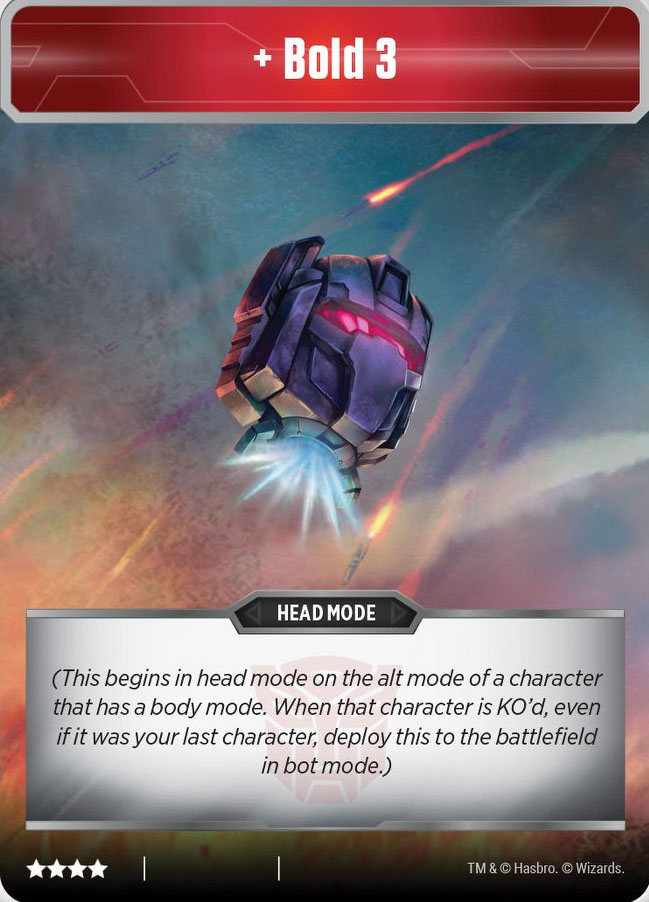 + Bold 3
HEAD MODE
(This begins in head mode on the alt mode of a character
that has a body mode. When that character is KO'd, even
if it was your last character, deploy this to the battlefield
in bot mode.)
TM & © Hasbro. © Wizards.